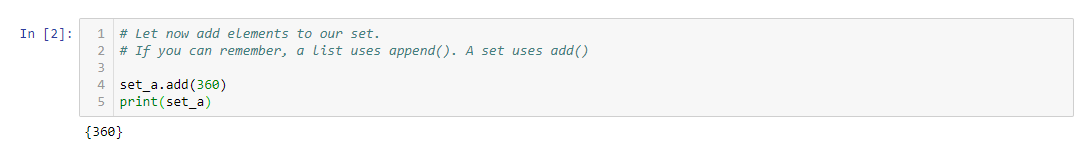 In [2]:
1 # Let now add elements to our set.
2 # If you can remember, a list uses append(). A set uses add()
3
4 set_a.add(360)
5 print(set_a)
{360}